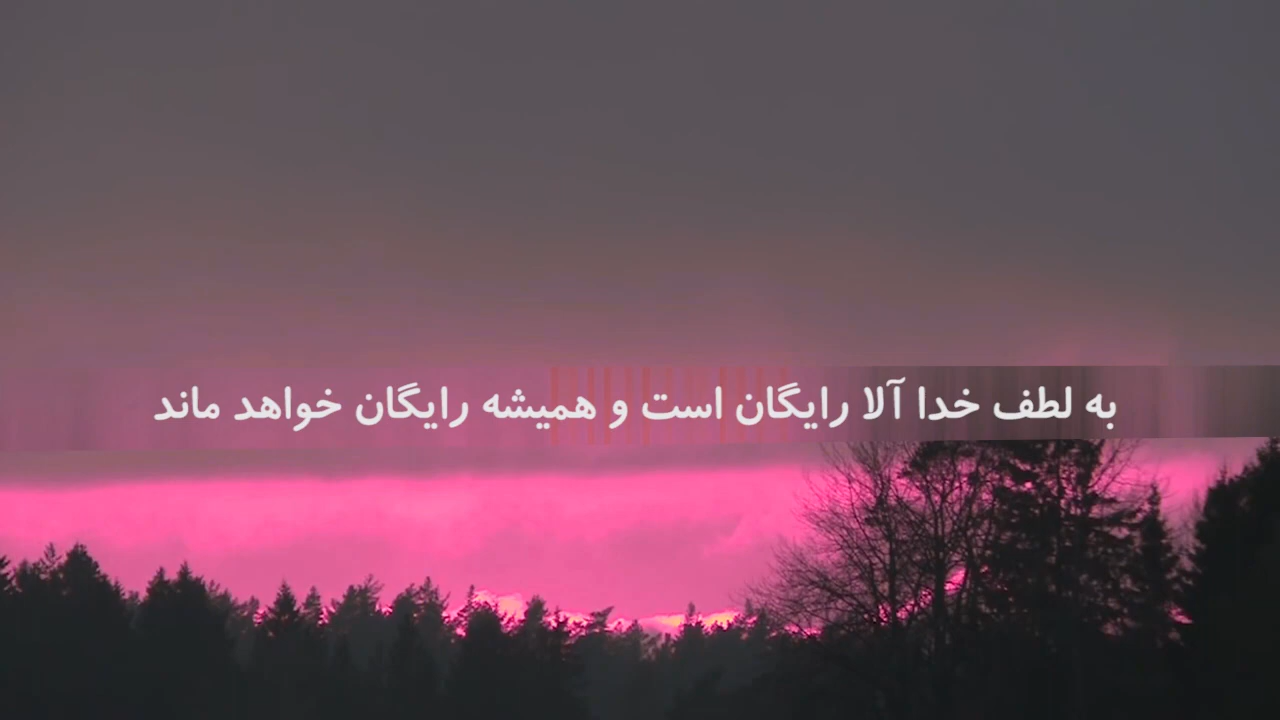 به لطف خدا آلا رایگان است و همیشه رایگان خواهد ماند